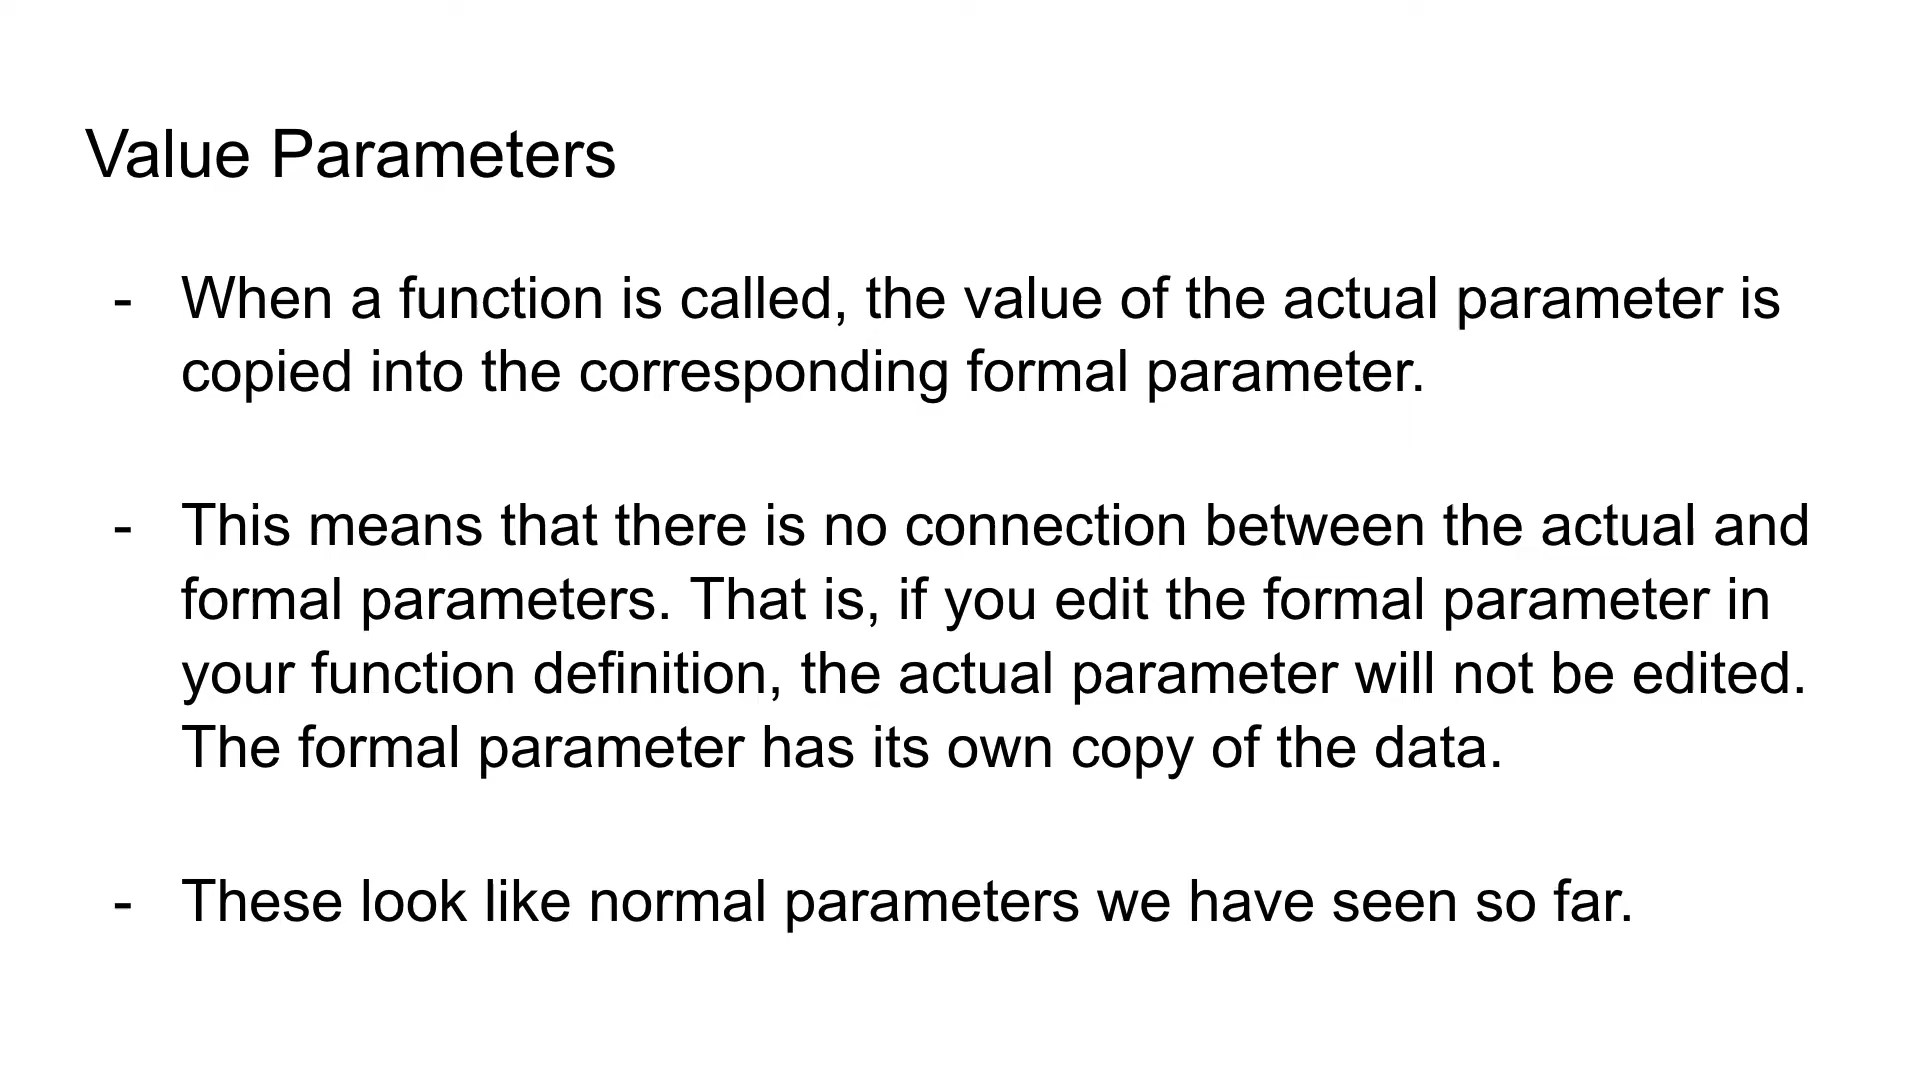 Value Parameters
- When a function is called, the value of the actual parameter is
copied into the corresponding formal parameter.
- This means that there is no connection between the actual and
formal parameters. That is, if you edit the formal parameter in
your function definition, the actual parameter will not be edited.
The formal parameter has its own copy of the data.
- These look like normal parameters we have seen so far.